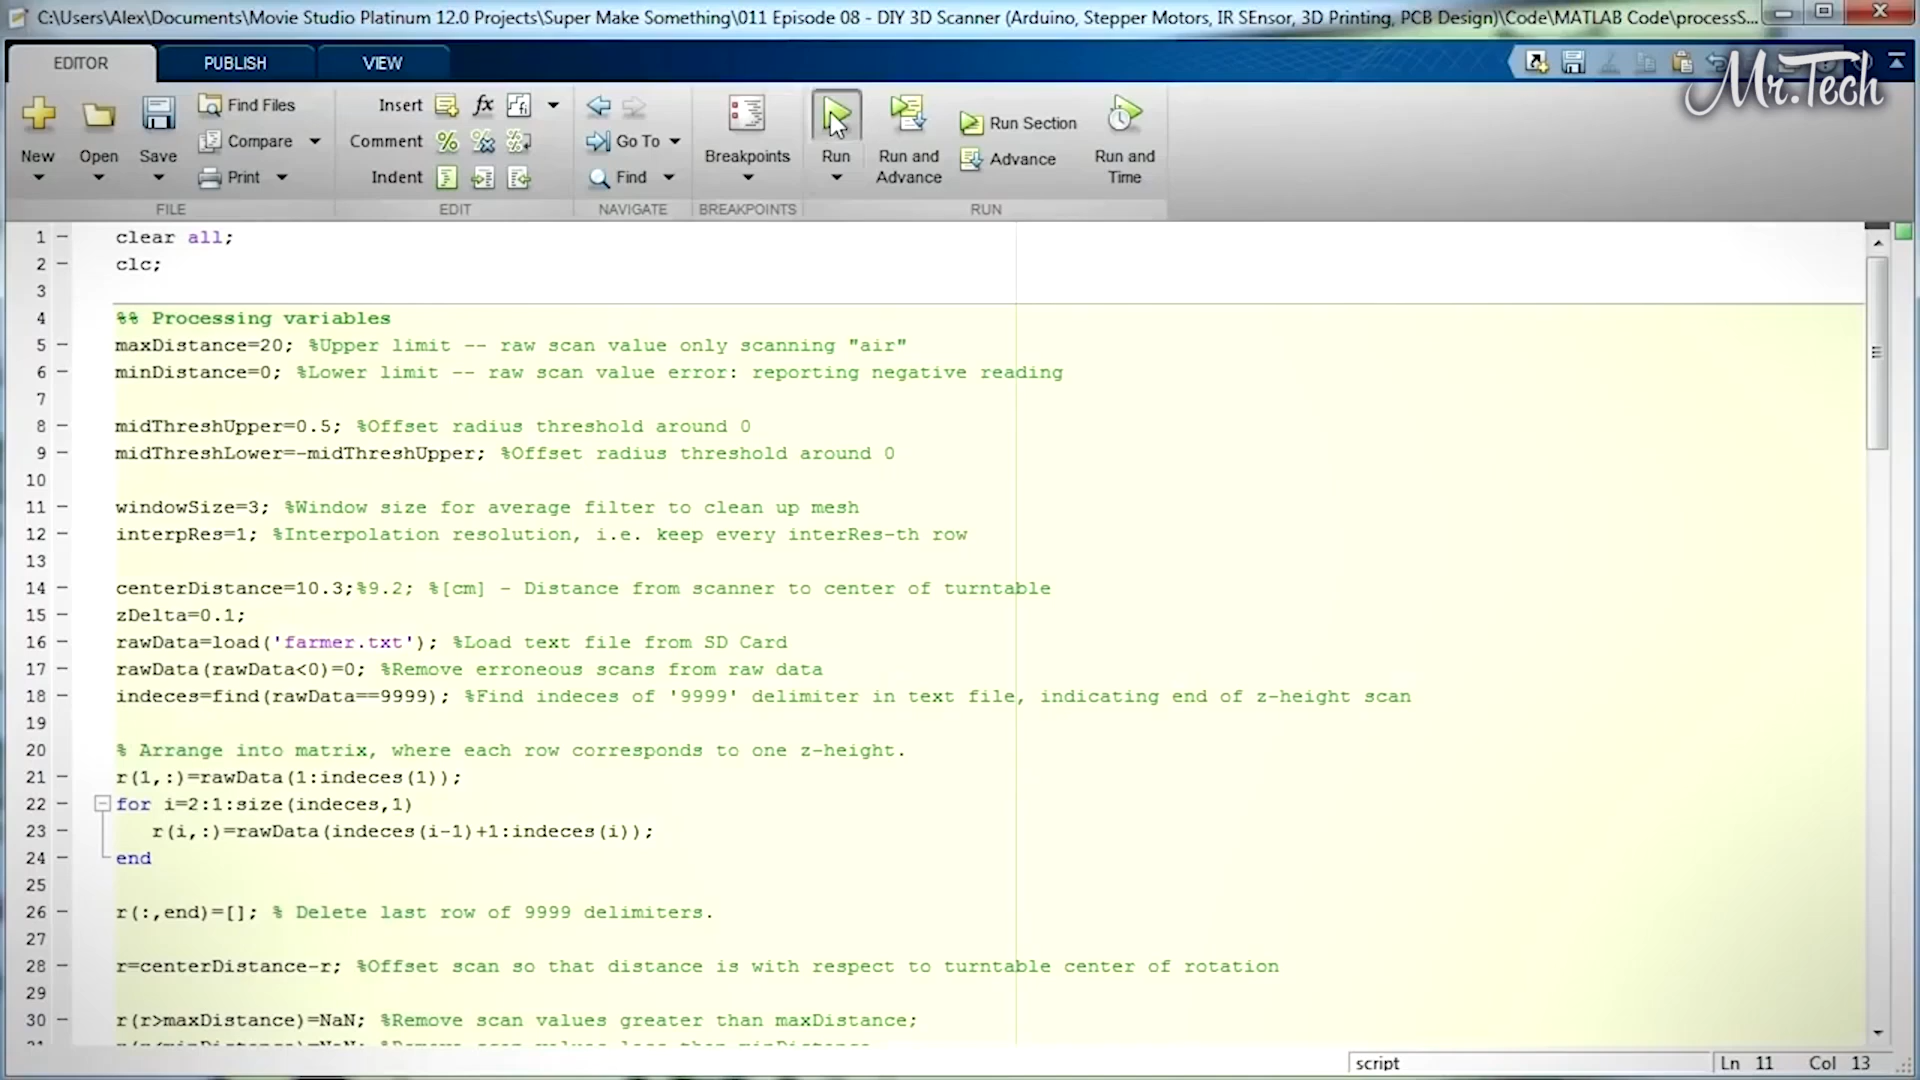 C:\Users\Alex\Documents\Movie Studio Platinum 12.0 Projects\Super Make Something\011 Episode 08 - DIY 3D Scanner (Arduino, Stepper Motors, IR SEnsor, 3D Printing, PCB Design)\Code\MATLAB Code\processS...
EDITOR PUBLISH VIEW
Mr.Tech
Find Files Insert fx
Compare Comment Go To Run Section
New Open Save Breakpoints Run Run and Advance Advance Run and Time
Print Indent Find
FILE EDIT NAVIGATE BREAKPOINTS RUN
1 clear all;
2 clc;
3
4 %% Processing variables
5 maxDistance=20; %Upper limit -- raw scan value only scanning "air"
6 minDistance=0; %Lower limit -- raw scan value error: reporting negative reading
7
8 midThreshUpper=0.5; %Offset radius threshold around 0
9 midThreshLower=-midThreshUpper; %Offset radius threshold around 0
10
11 windowSize=3; %Window size for average filter to clean up mesh
12 interpRes=1; %Interpolation resolution, i.e. keep every interRes-th row
13
14 centerDistance=10.3;%9.2; %[cm] - Distance from scanner to center of turntable
15 zDelta=0.1;
16 rawData=load('farmer.txt'); %Load text file from SD Card
17 rawData(rawData<0)=0; %Remove erroneous scans from raw data
18 indeces=find(rawData==9999); %Find indeces of '9999' delimiter in text file, indicating end of z-height scan
19
20 % Arrange into matrix, where each row corresponds to one z-height.
21 r(1,:)=rawData(1:indeces(1));
22 for i=2:1:size(indeces,1)
23 r(i,:)=rawData(indeces(i-1)+1:indeces(i));
24 end
25
26 r(:,end)=[]; % Delete last row of 9999 delimiters.
27
28 r=centerDistance-r; %Offset scan so that distance is with respect to turntable center of rotation
29
30 r(r>maxDistance)=NaN; %Remove scan values greater than maxDistance;
script Ln 11 Col 13